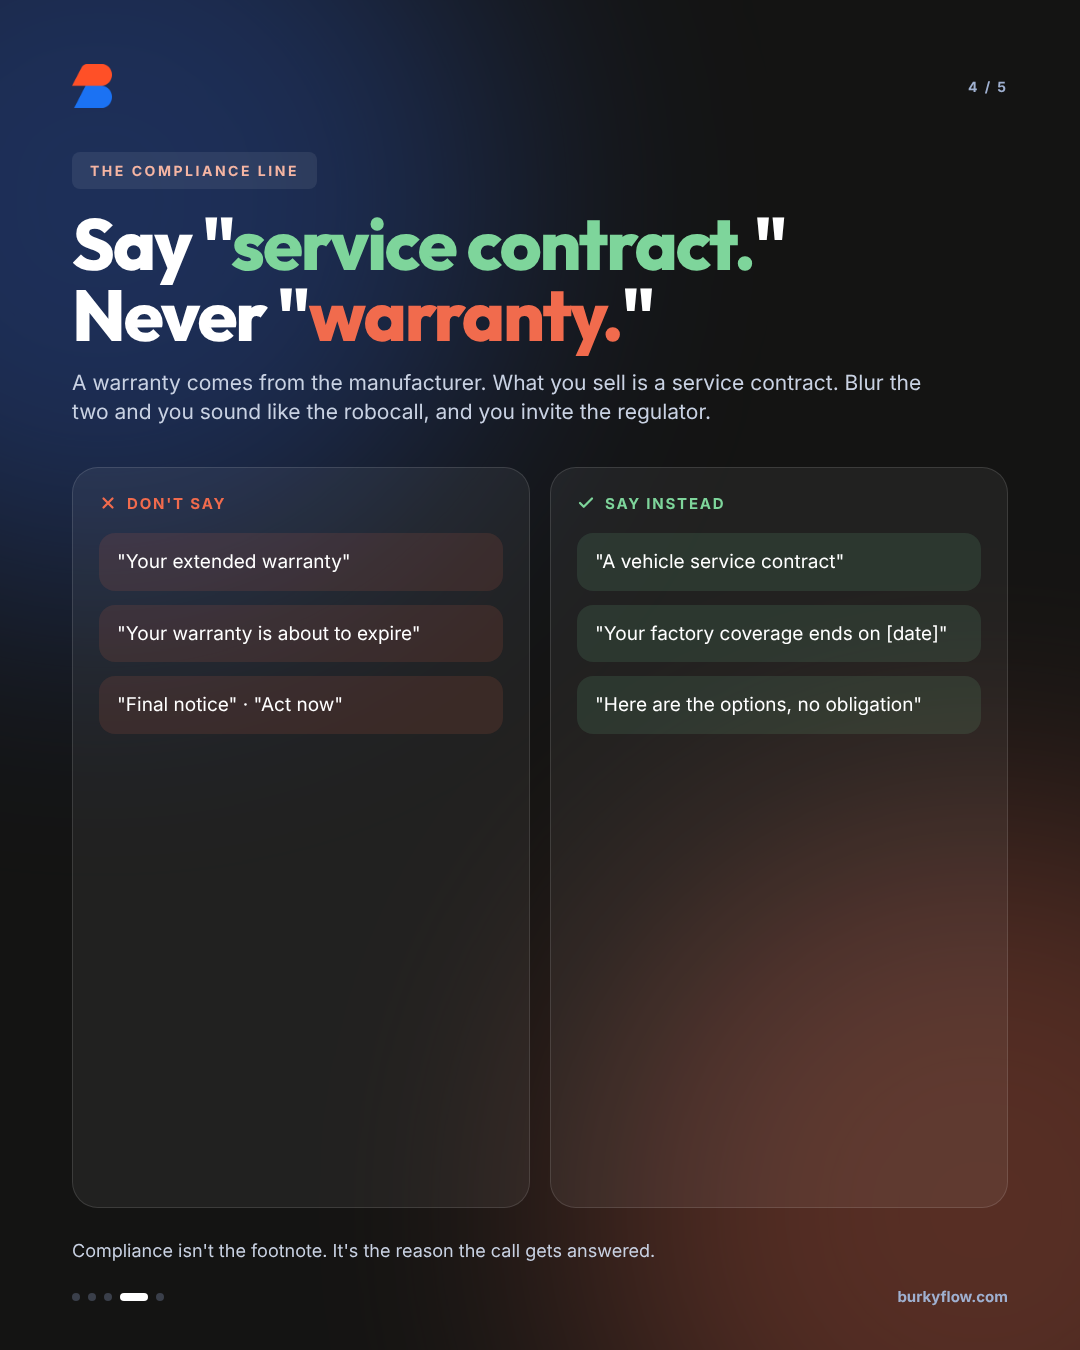 4 / 5
THE COMPLIANCE LINE
Say "service contract."
Never "warranty."
A warranty comes from the manufacturer. What you sell is a service contract. Blur the
two and you sound like the robocall, and you invite the regulator.
DON'T SAY
"Your extended warranty"
"Your warranty is about to expire"
"Final notice" · "Act now"
SAY INSTEAD
"A vehicle service contract"
"Your factory coverage ends on [date]"
"Here are the options, no obligation"
Compliance isn't the footnote. It's the reason the call gets answered.
burkyflow.com